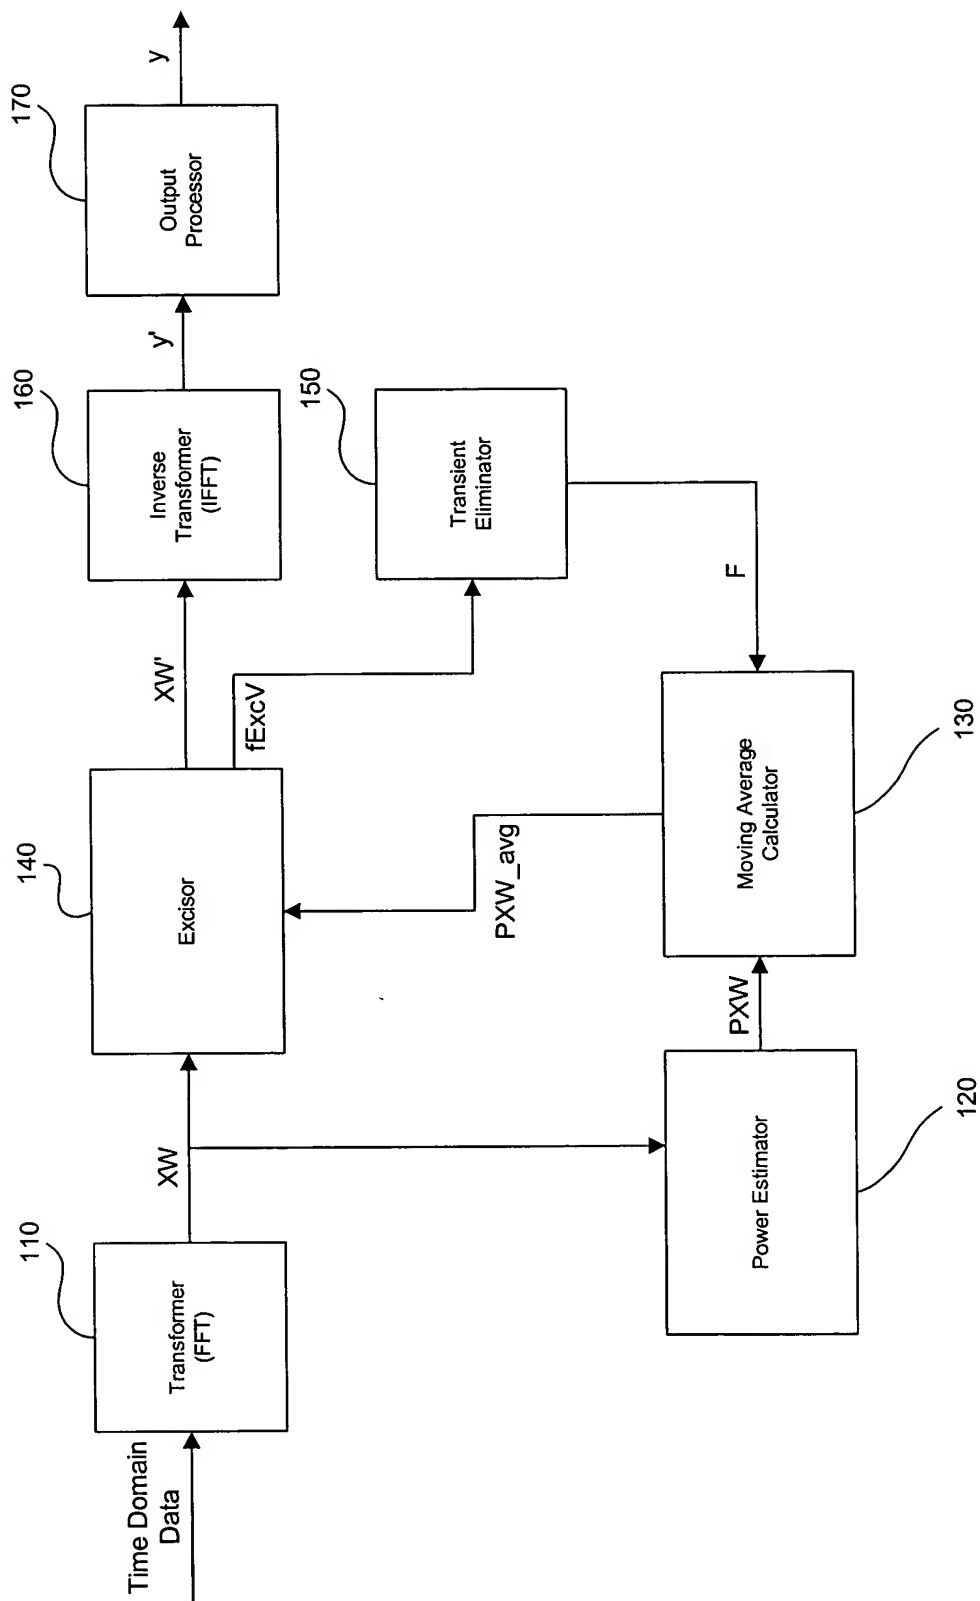 Time Domain
Data
110
Transformer
(FFT)
XW
140
Excisor
XW'
fExcV
160
Inverse
Transformer
(IFFT)
y'
170
Output
Processor
y
150
Transient
Eliminator
F
PXW_avg
Power Estimator
120
PXW
Moving Average
Calculator
130